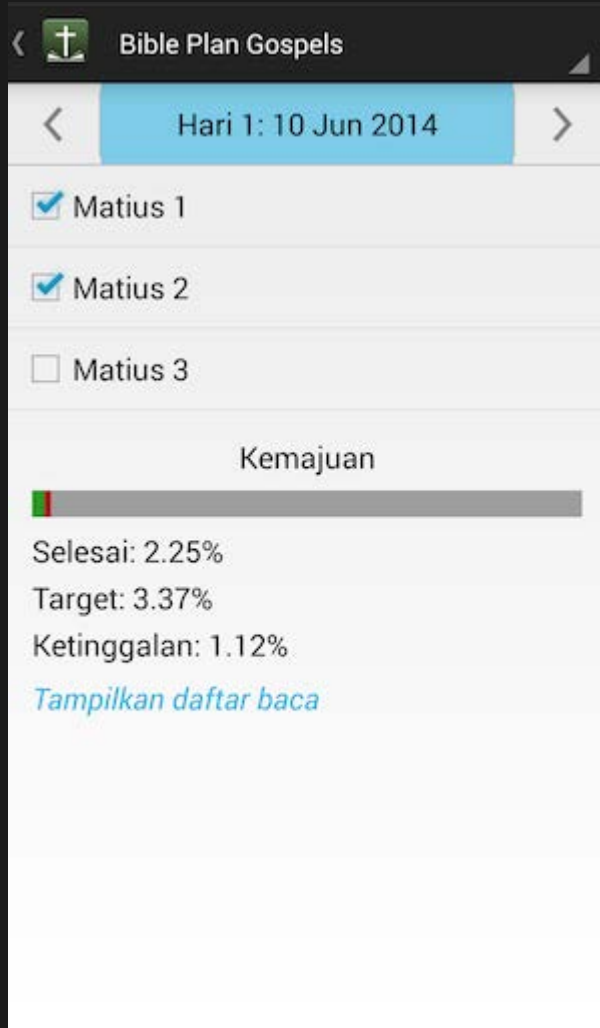 Bible Plan Gospels
Hari 1: 10 Jun 2014
Matius 1
Matius 2
Matius 3
Kemajuan
Selesai: 2.25%
Target: 3.37%
Ketinggalan: 1.12%
Tampilkan daftar baca